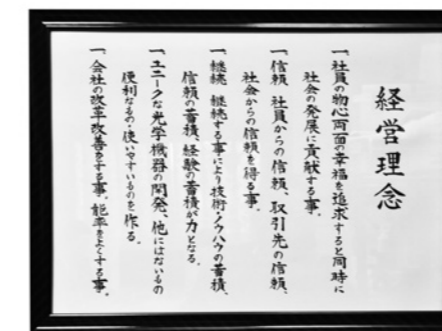 経営理念
一、社員の物心両面の幸福を追求すると同時に
社会の発展に貢献する事。
一、信頼 社員からの信頼、取引先の信頼、
社会からの信頼を得る事。
一、継続 継続する事により技術・ノウハウの蓄積、
信頼の蓄積、経験の蓄積が力となる。
一、ユニークな光学機器の開発、他にはないもの
便利なもの使いやすいものを作る。
一、会社の改革改善をする事。能率をよくする事。